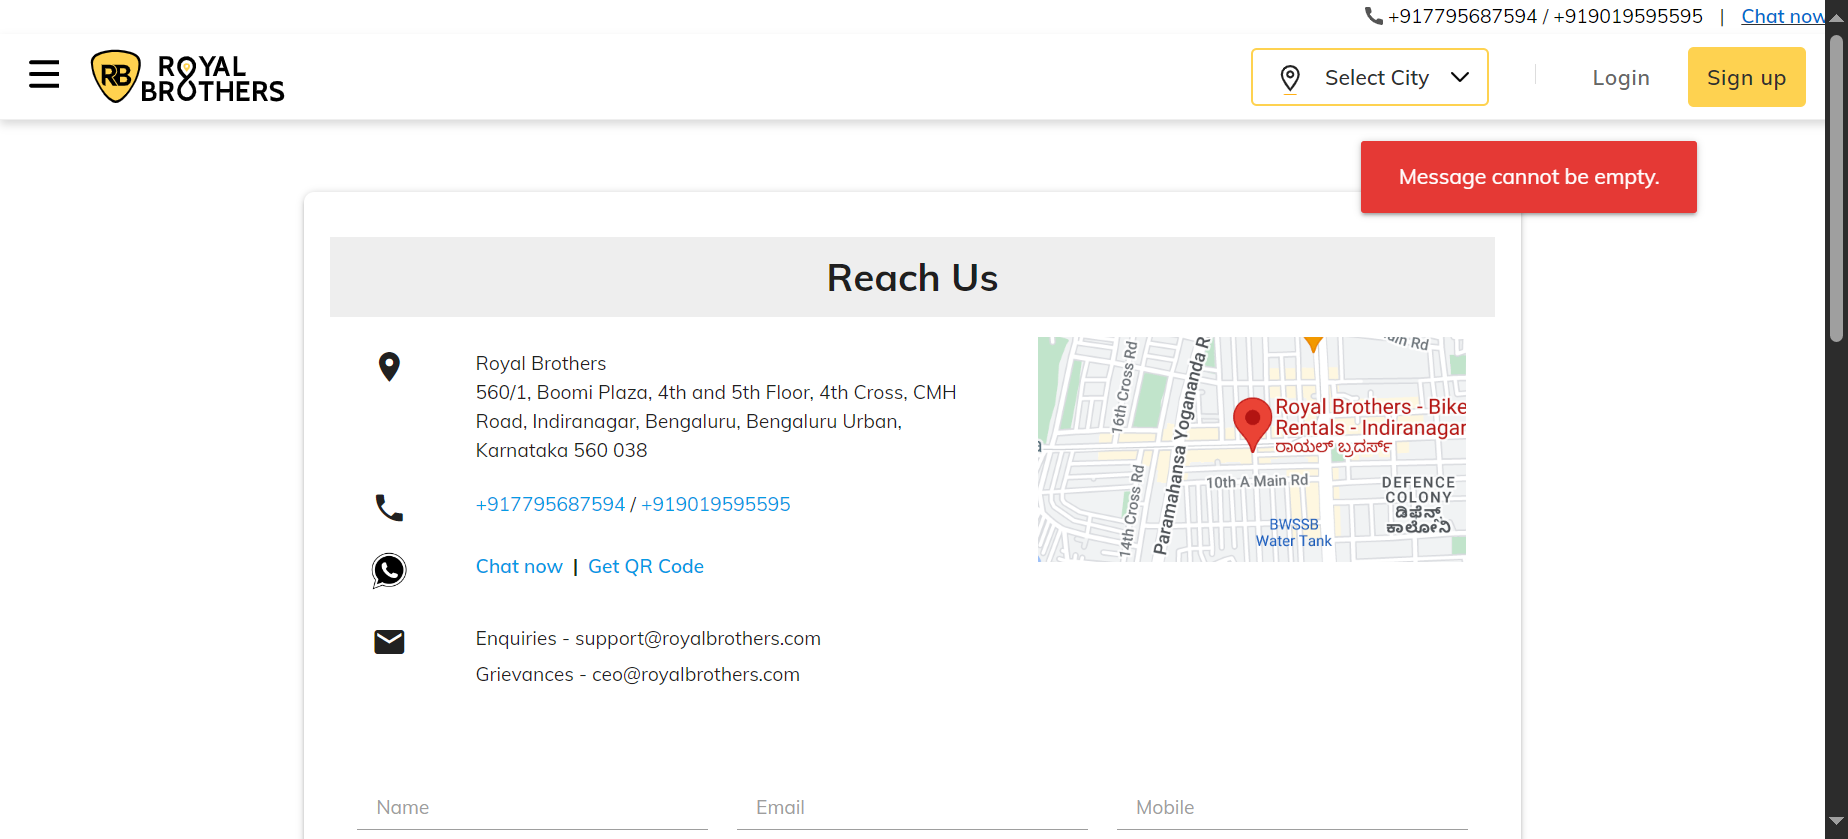 +917795687594 / +919019595595 | Chat now
RB ROYAL BROTHERS
Select City
Login
Sign up
Message cannot be empty.
Reach Us
Royal Brothers
560/1, Boomi Plaza, 4th and 5th Floor, 4th Cross, CMH
Road, Indiranagar, Bengaluru, Bengaluru Urban,
Karnataka 560 038
+917795687594 / +919019595595
Chat now | Get QR Code
Enquiries - support@royalbrothers.com
Grievances - ceo@royalbrothers.com
16th Cross Rd
Paramahansa Yogananda R
Rd
Royal Brothers - Bike
Rentals - Indiranagar
ರಾಯಲ್ ಬ್ರದರ್ಸ್
14th Cross Rd
10th A Main Rd
DEFENCE
COLONY
ಡಿಫೆನ್ಸ್
ಕಾಲೋನಿ
BWSSB
Water Tank
Name
Email
Mobile